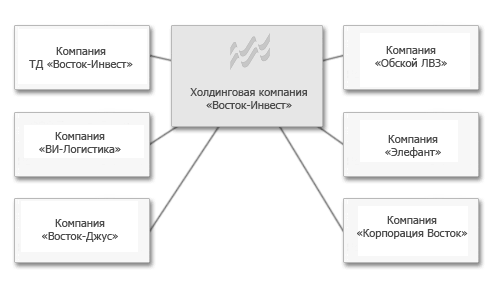 Компания
ТД «Восток-Инвест»
Холдинговая компания
«Восток-Инвест»
Компания
«Обской ЛВЗ»
Компания
«ВИ-Логистика»
Компания
«Элефант»
Компания
«Восток-Джус»
Компания
«Корпорация Восток»